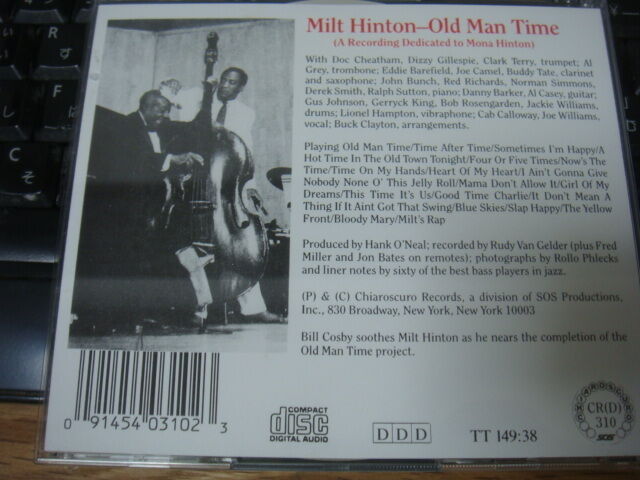 Milt Hinton—Old Man Time
(A Recording Dedicated to Mona Hinton)
With Doc Cheatham, Dizzy Gillespie, Clark Terry, trumpet; Al
Grey, trombone; Eddie Barefield, Joe Camel, Buddy Tate, clarinet
and saxophone; John Bunch, Red Richards, Norman Simmons,
Derek Smith, Ralph Sutton, piano; Danny Barker, Al Casey, guitar;
Gus Johnson, Gerryck King, Bob Rosengarden, Jackie Williams,
drums; Lionel Hampton, vibraphone; Cab Calloway, Joe Williams,
vocal; Buck Clayton, arrangements.
Playing Old Man Time/Time After Time/Sometimes I'm Happy/A
Hot Time In The Old Town Tonight/Four Or Five Times/Now's The
Time/Time On My Hands/Heart Of My Heart/I Ain't Gonna Give
Nobody None O' This Jelly Roll/Mama Don't Allow It/Girl Of My
Dreams/This Time It's Us/Good Time Charlie/It Don't Mean A
Thing If It Aint Got That Swing/Blue Skies/Slap Happy/The Yellow
Front/Bloody Mary/Milt's Rap
Produced by Hank O'Neal; recorded by Rudy Van Gelder (plus Fred
Miller and Jon Bates on remotes); photographs by Rollo Phlecks
and liner notes by sixty of the best bass players in jazz.
(P) & (C) Chiaroscuro Records, a division of SOS Productions,
Inc., 830 Broadway, New York, New York 10003
Bill Cosby soothes Milt Hinton as he nears the completion of the
Old Man Time project.
0 91454 03102 3
COMPACT
disc
DIGITAL AUDIO
D D D
TT 149:38
CHIAROSCURO
CR(D)
310
SOS